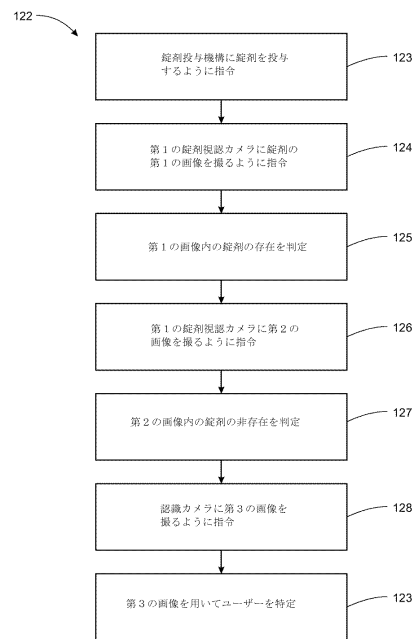 122
錠剤投与機構に錠剤を投与
するように指令
123
第１の錠剤視認カメラに錠剤の
第１の画像を撮るように指令
124
第１の画像内の錠剤の存在を判定
125
第１の錠剤視認カメラに第２の
画像を撮るように指令
126
第２の画像内の錠剤の非存在を判定
127
認識カメラに第３の画像を
撮るように指令
128
第３の画像を用いてユーザーを特定
123